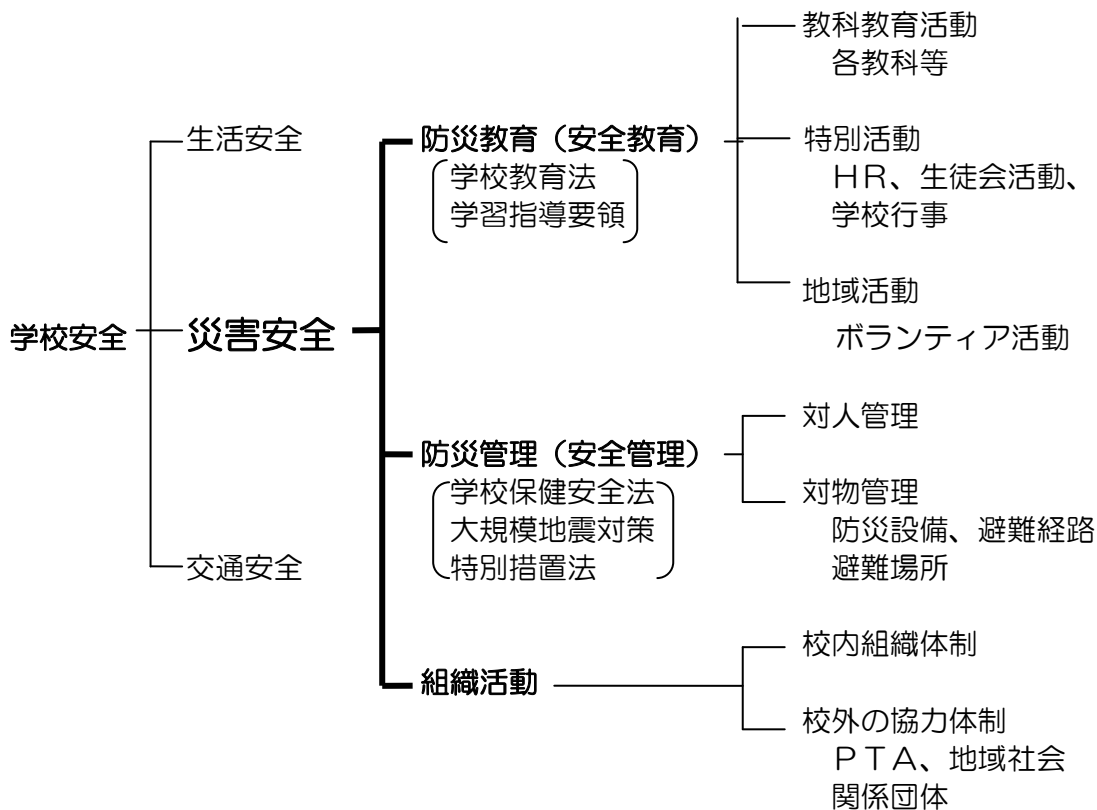 学校安全
生活安全
災害安全
交通安全
防災教育（安全教育）
学校教育法
学習指導要領
教科教育活動
各教科等
特別活動
ＨＲ、生徒会活動、
学校行事
地域活動
ボランティア活動
防災管理（安全管理）
学校保健安全法
大規模地震対策
特別措置法
対人管理
対物管理
防災設備、避難経路
避難場所
組織活動
校内組織体制
校外の協力体制
ＰＴＡ、地域社会
関係団体